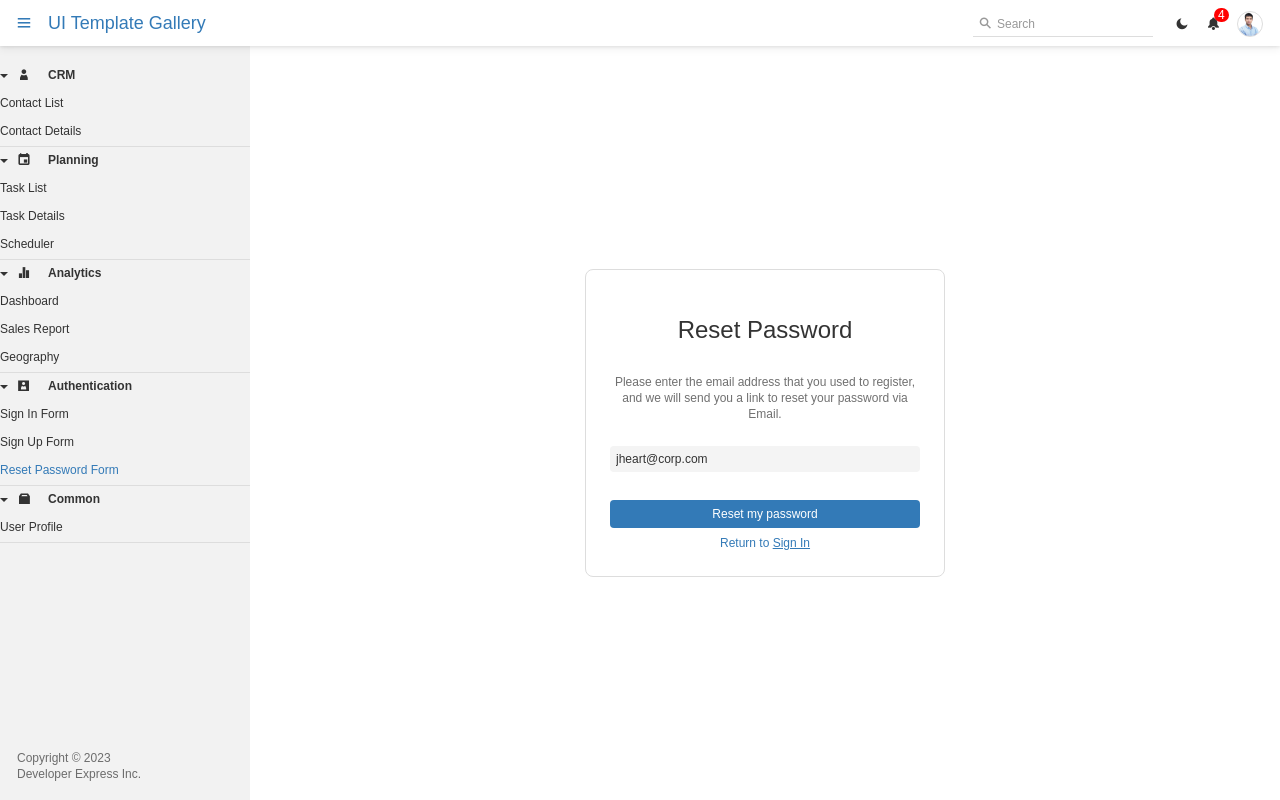 UI Template Gallery
Search
4
CRM
Contact List
Contact Details
Planning
Task List
Task Details
Scheduler
Analytics
Dashboard
Sales Report
Geography
Authentication
Sign In Form
Sign Up Form
Reset Password Form
Common
User Profile
Copyright © 2023
Developer Express Inc.
Reset Password
Please enter the email address that you used to register,
and we will send you a link to reset your password via
Email.
jheart@corp.com
Reset my password
Return to Sign In